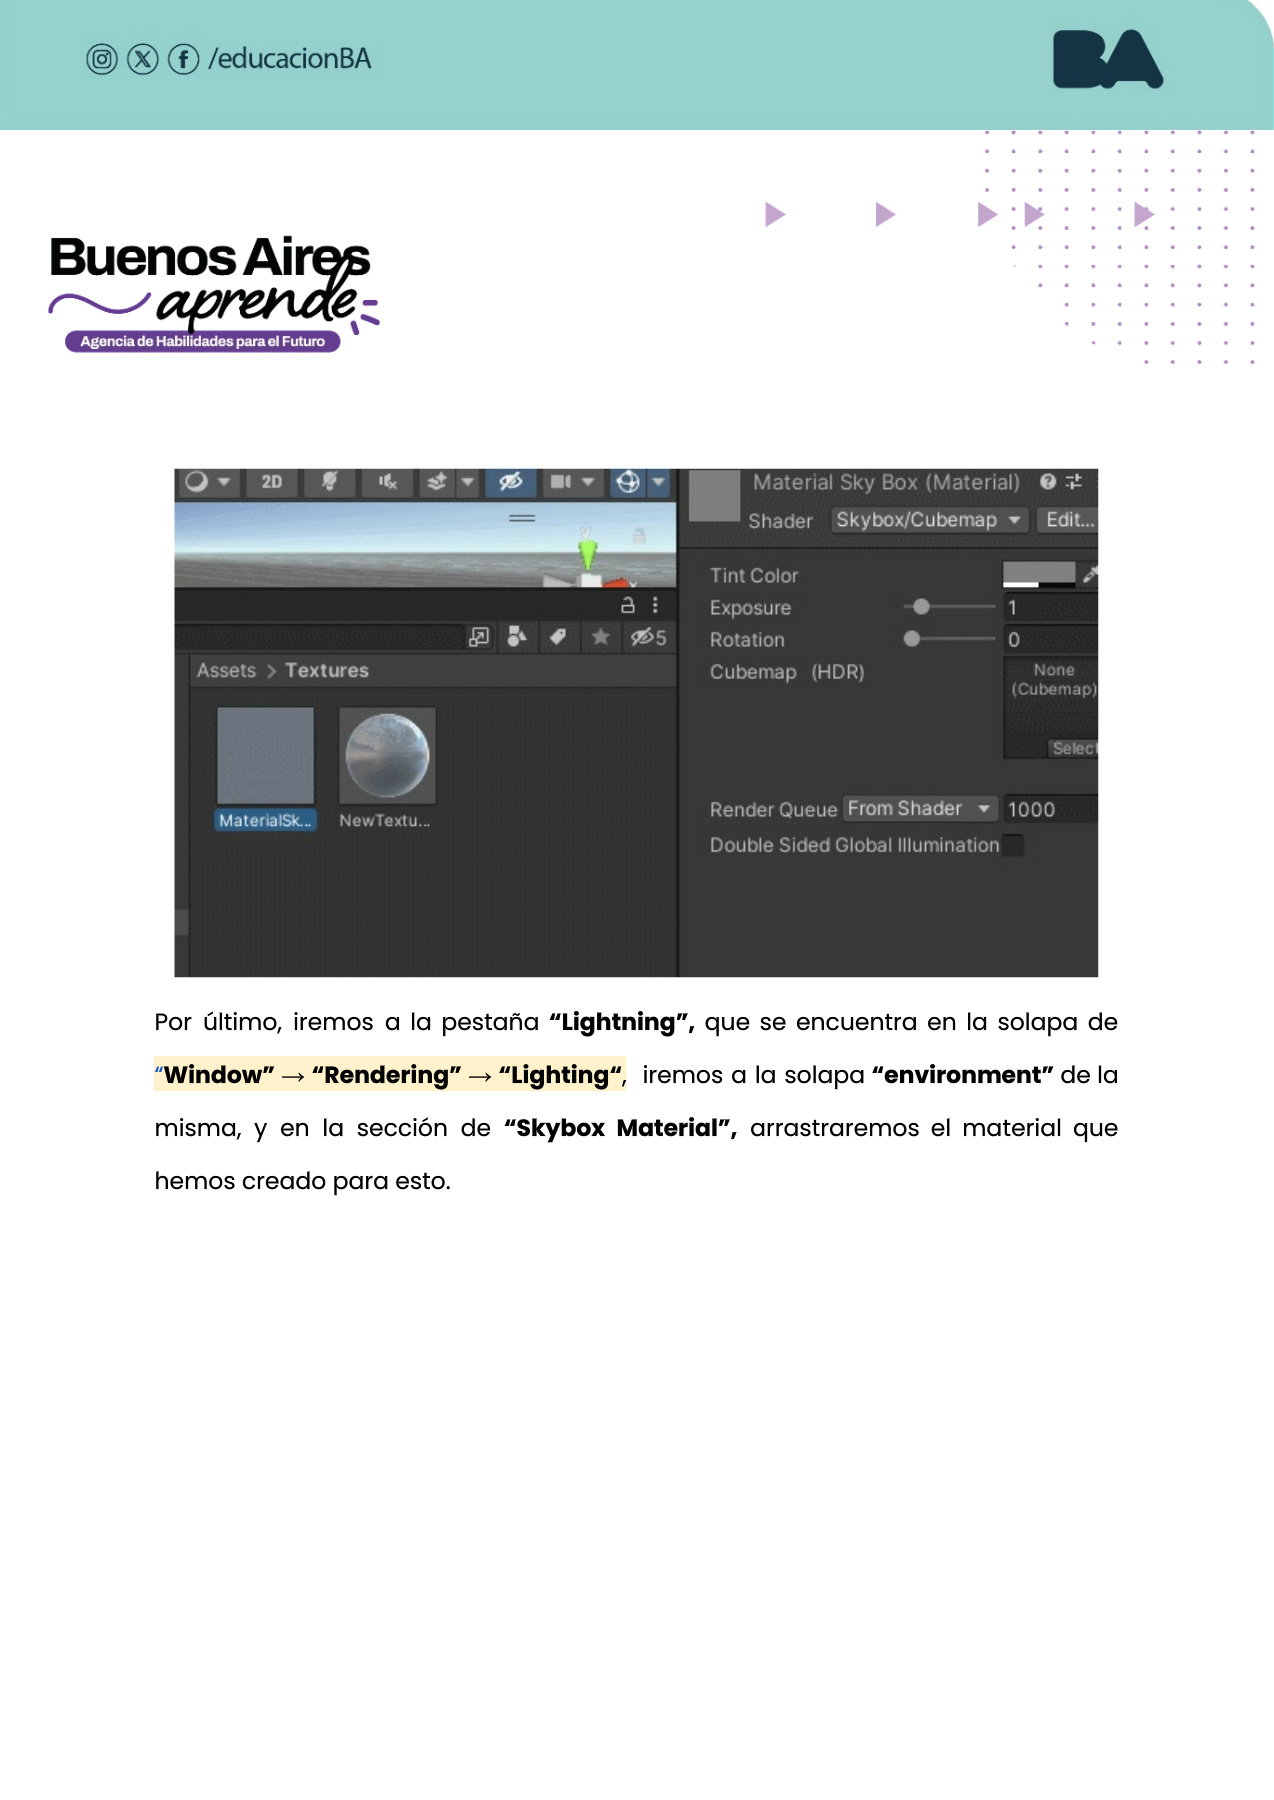 /educacionBA
BA
Buenos Aires
aprende
Agencia de Habilidades para el Futuro
2D
Material Sky Box (Material)
Shader Skybox/Cubemap Edit...
Tint Color
Exposure 1
Rotation 0
5
Cubemap (HDR) None
(Cubemap)
Select
Assets > Textures
MaterialSk... NewTextu...
Render Queue From Shader 1000
Double Sided Global Illumination
Por último, iremos a la pestaña “Lightning”, que se encuentra en la solapa de
“Window” → “Rendering” → “Lighting“, iremos a la solapa “environment” de la
misma, y en la sección de “Skybox Material”, arrastraremos el material que
hemos creado para esto.